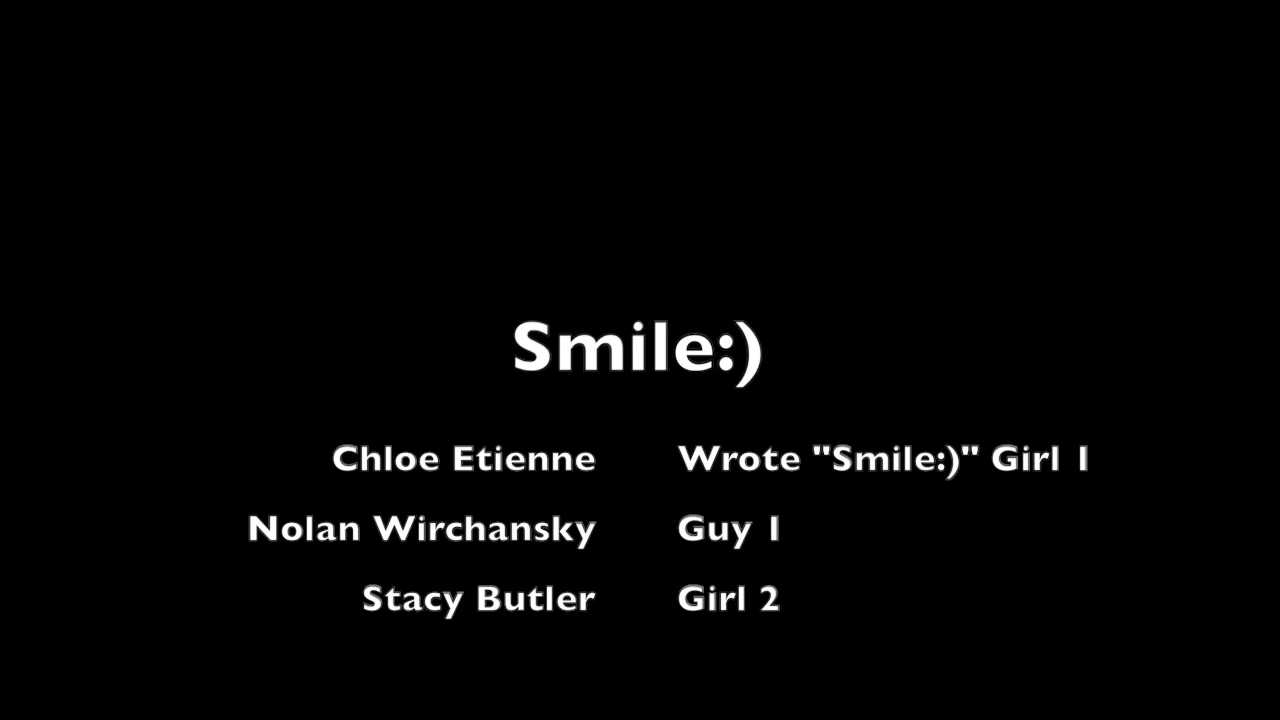 Smile:)
Chloe Etienne Wrote "Smile:)" Girl 1
Nolan Wirchansky Guy 1
Stacy Butler Girl 2